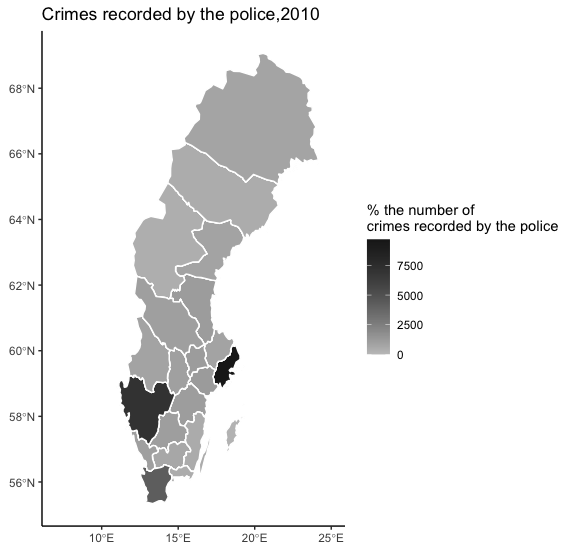 Crimes recorded by the police,2010
68°N
66°N
64°N
62°N
60°N
58°N
56°N
10°E
15°E
20°E
25°E
% the number of
crimes recorded by the police
7500
5000
2500
0